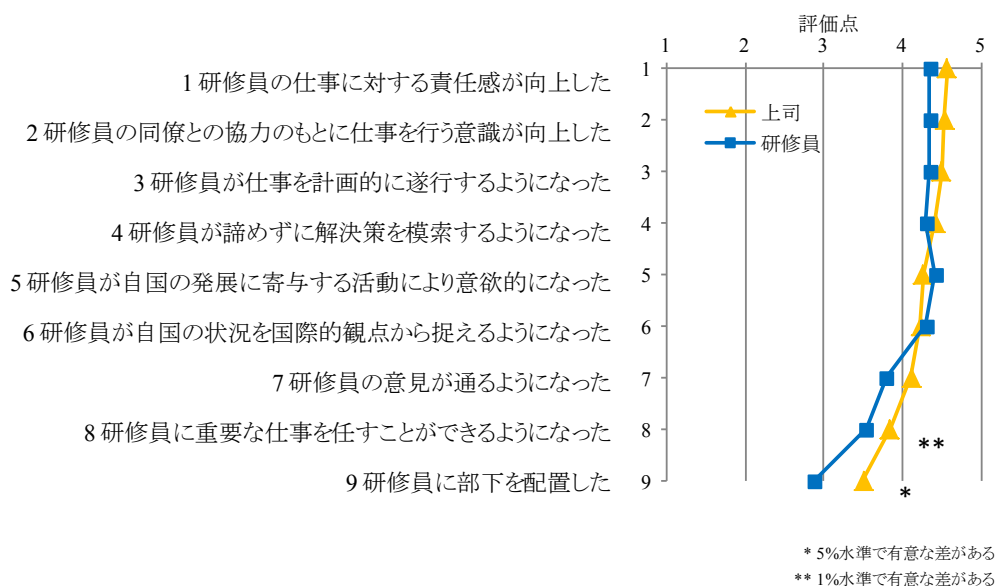 評価点
1 2 3 4 5
上司
研修員
1 研修員の仕事に対する責任感が向上した 1
2 研修員の同僚との協力のもとに仕事を行う意識が向上した 2
3 研修員が仕事を計画的に遂行するようになった 3
4 研修員が諦めずに解決策を模索するようになった 4
5 研修員が自国の発展に寄与する活動により意欲的になった 5
6 研修員が自国の状況を国際的観点から捉えるようになった 6
7 研修員の意見が通るようになった 7
8 研修員に重要な仕事を任すことができるようになった 8
**
9 研修員に部下を配置した 9
*
* 5%水準で有意な差がある
** 1%水準で有意な差がある